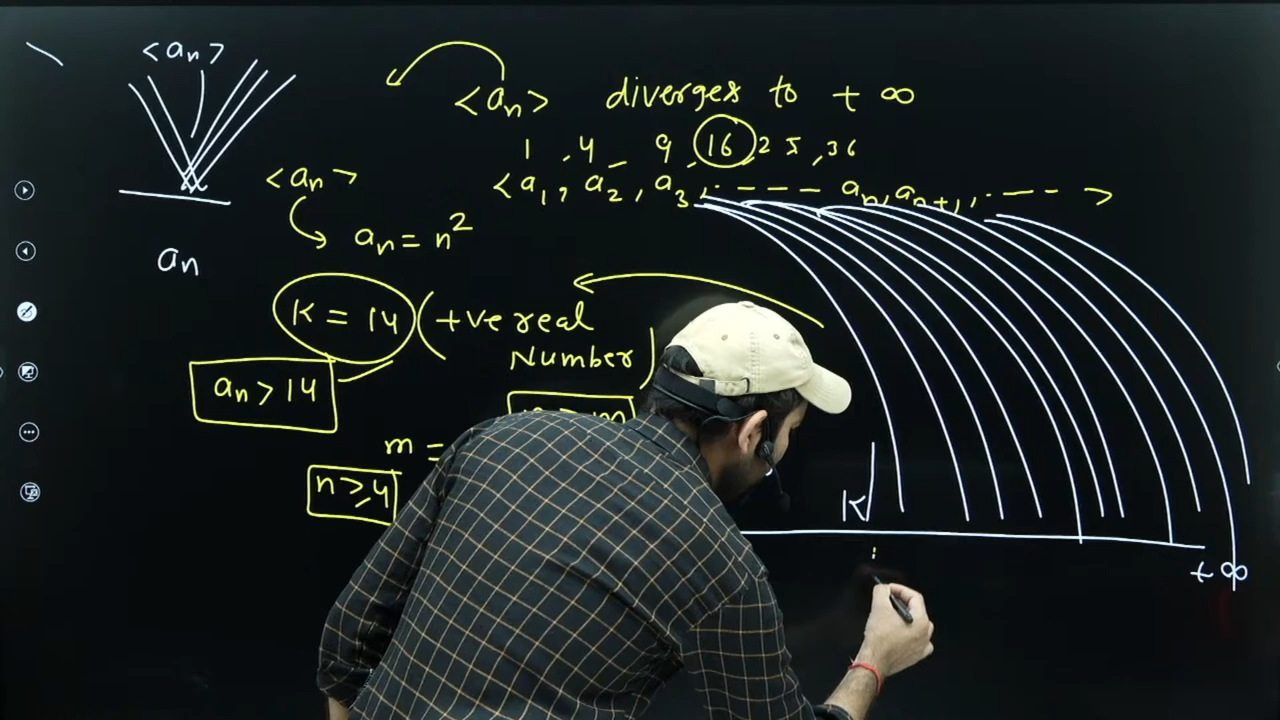 <an>
<an> diverges to + ∞
1 , 4 , 9 , 16 , 25 , 36
<a1, a2, a3, ---- an, an+1, --- >
<an>
an = n²
an
K = 14 (+ve real Number)
an > 14
m =
n ≥ 4
K
+ ∞